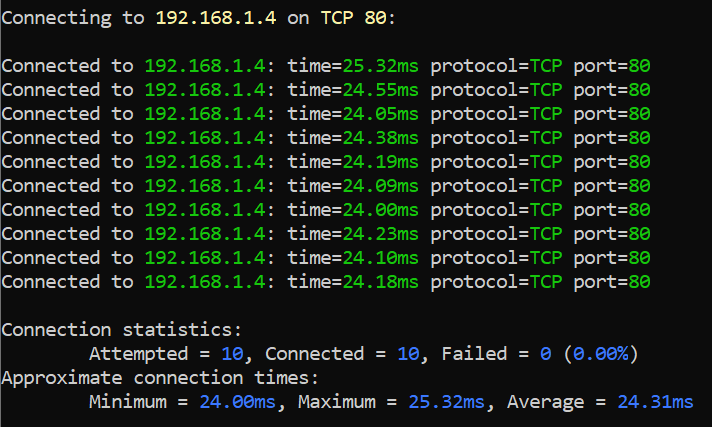 Connecting to 192.168.1.4 on TCP 80:
Connected to 192.168.1.4: time=25.32ms protocol=TCP port=80
Connected to 192.168.1.4: time=24.55ms protocol=TCP port=80
Connected to 192.168.1.4: time=24.05ms protocol=TCP port=80
Connected to 192.168.1.4: time=24.38ms protocol=TCP port=80
Connected to 192.168.1.4: time=24.19ms protocol=TCP port=80
Connected to 192.168.1.4: time=24.09ms protocol=TCP port=80
Connected to 192.168.1.4: time=24.00ms protocol=TCP port=80
Connected to 192.168.1.4: time=24.23ms protocol=TCP port=80
Connected to 192.168.1.4: time=24.10ms protocol=TCP port=80
Connected to 192.168.1.4: time=24.18ms protocol=TCP port=80
Connection statistics:
Attempted = 10, Connected = 10, Failed = 0 (0.00%)
Approximate connection times:
Minimum = 24.00ms, Maximum = 25.32ms, Average = 24.31ms